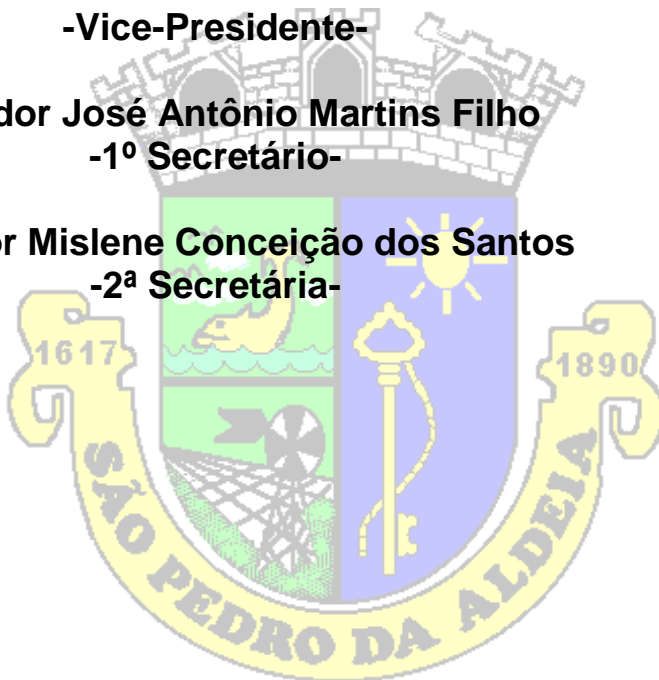 -Vice-Presidente-
dor José Antônio Martins Filho
-1º Secretário-
or Mislene Conceição dos Santos
-2ª Secretária-
1617
1890
SÃO PEDRO DA ALDEIA